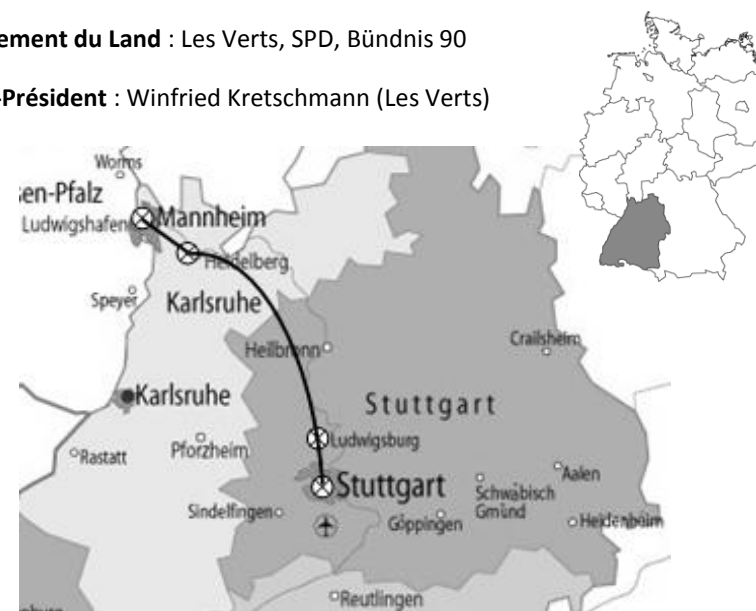 ement du Land : Les Verts, SPD, Bündnis 90
-Président : Winfried Kretschmann (Les Verts)
Worms
en-Pfalz
Ludwigshafen
Mannheim
Heidelberg
Speyer
Karlsruhe
Heilbronn
Crailsheim
Karlsruhe
Stuttgart
Rastatt
Pforzheim
Ludwigsburg
Stuttgart
Aalen
Schwäbisch
Gmünd
Sindelfingen
Göppingen
Heidenheim
Reutlingen